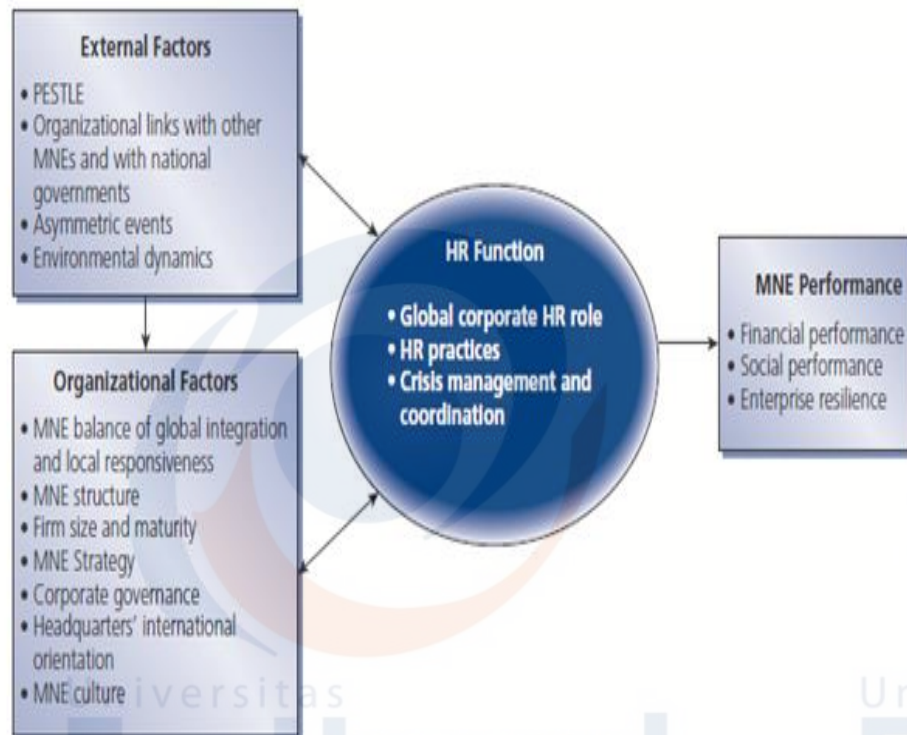 External Factors
• PESTLE
• Organizational links with other
MNEs and with national
governments
• Asymmetric events
• Environmental dynamics
Organizational Factors
• MNE balance of global integration
and local responsiveness
• MNE structure
• Firm size and maturity
• MNE Strategy
• Corporate governance
• Headquarters' international
orientation
• MNE culture
HR Function
• Global corporate HR role
• HR practices
• Crisis management and
coordination
MNE Performance
• Financial performance
• Social performance
• Enterprise resilience